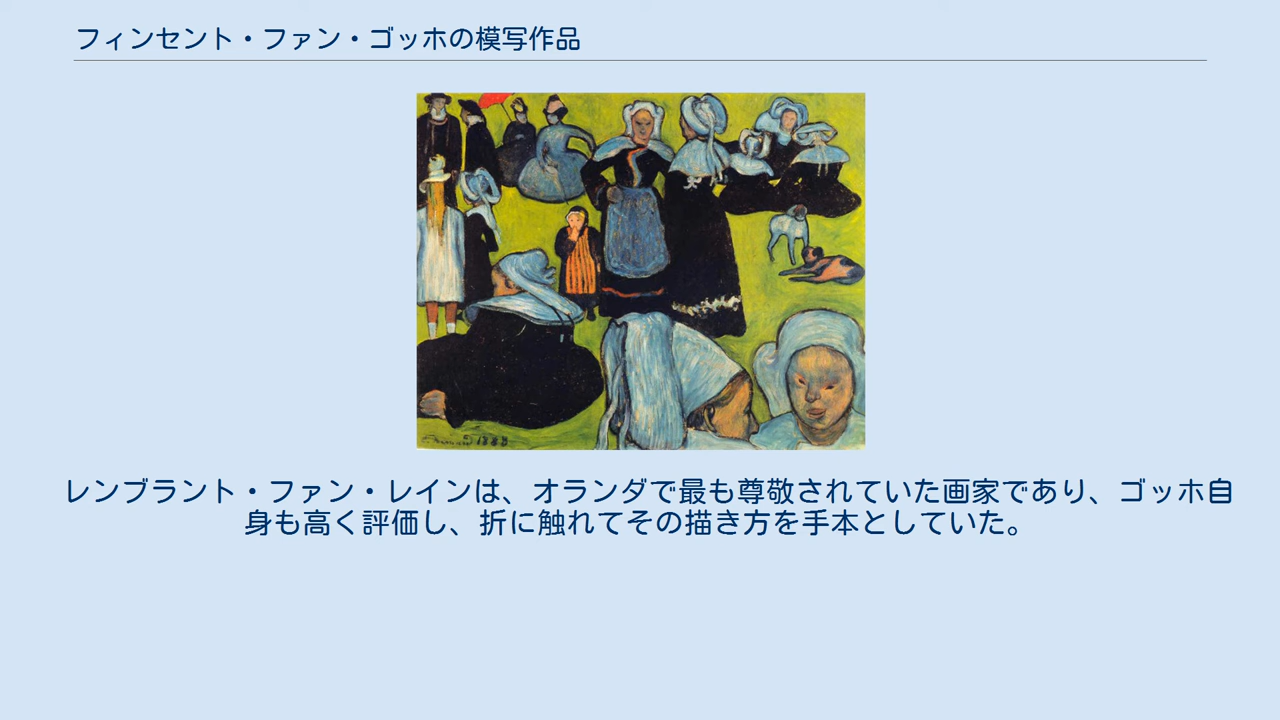 フィンセント・ファン・ゴッホの模写作品
レンブラント・ファン・レインは、オランダで最も尊敬されていた画家であり、ゴッホ自
身も高く評価し、折に触れてその描き方を手本としていた。